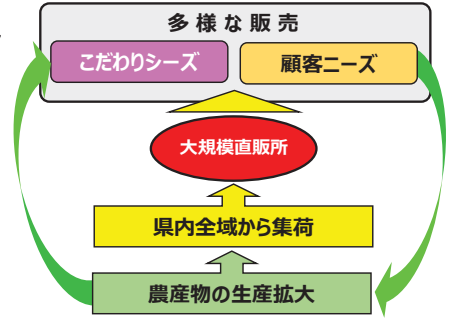 多様な販売
こだわりシーズ
顧客ニーズ
大規模直販所
県内全域から集荷
農産物の生産拡大